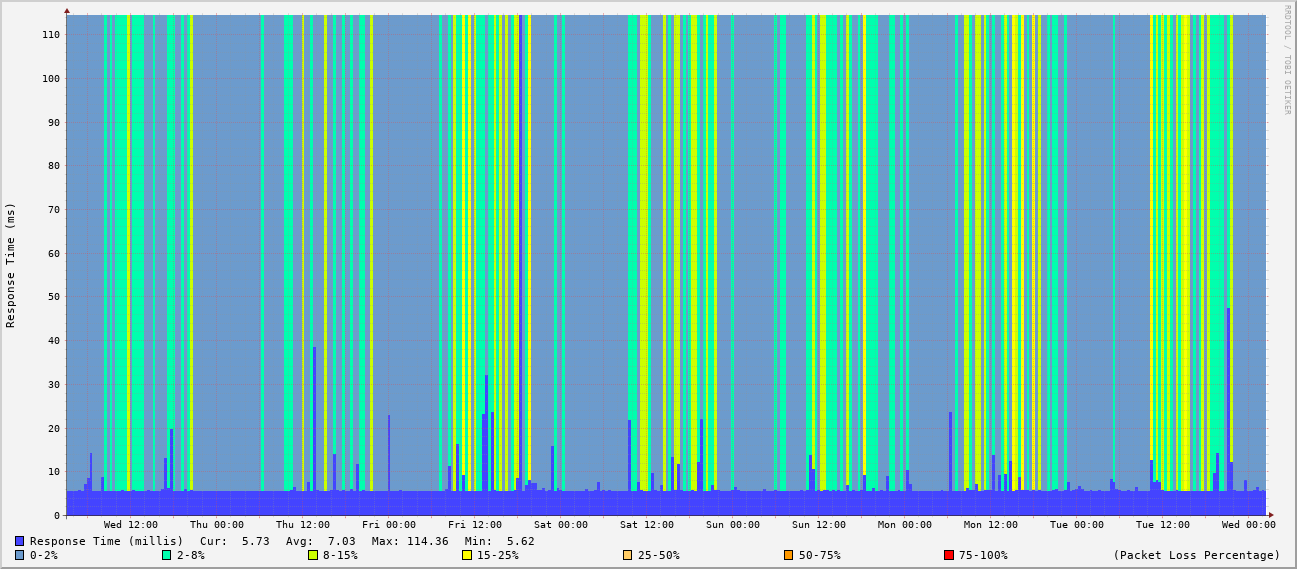 RRDTOOL / TOBI OETIKER
Response Time (ms)
110
100
90
80
70
60
50
40
30
20
10
0
Wed 12:00 Thu 00:00 Thu 12:00 Fri 00:00 Fri 12:00 Sat 00:00 Sat 12:00 Sun 00:00 Sun 12:00 Mon 00:00 Mon 12:00 Tue 00:00 Tue 12:00 Wed 00:00
Response Time (millis) Cur: 5.73 Avg: 7.03 Max: 114.36 Min: 5.62
0-2% 2-8% 8-15% 15-25% 25-50% 50-75% 75-100% (Packet Loss Percentage)